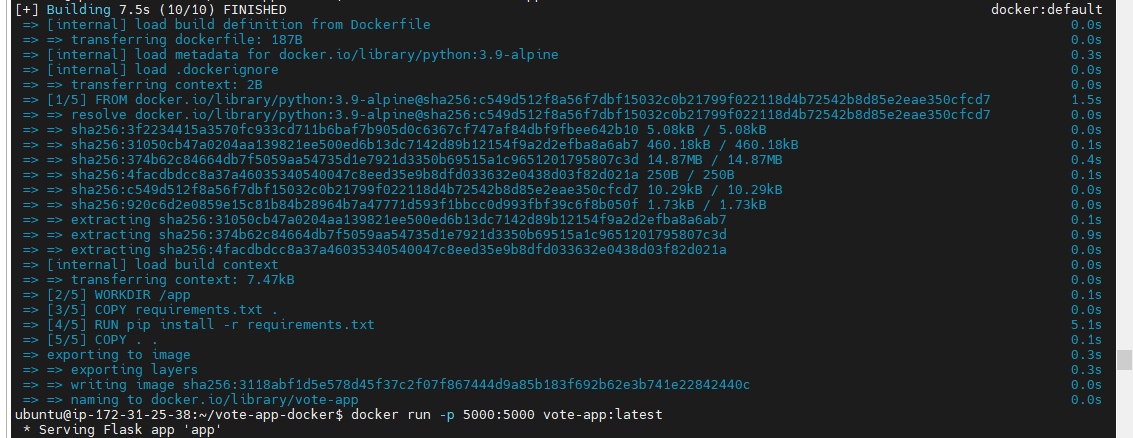 [+] Building 7.5s (10/10) FINISHED docker:default
=> [internal] load build definition from Dockerfile 0.0s
=> => transferring dockerfile: 187B 0.0s
=> [internal] load metadata for docker.io/library/python:3.9-alpine 0.3s
=> [internal] load .dockerignore 0.0s
=> => transferring context: 2B 0.0s
=> [1/5] FROM docker.io/library/python:3.9-alpine@sha256:c549d512f8a56f7dbf15032c0b21799f022118d4b72542b8d85e2eae350cfcd7 1.5s
=> => resolve docker.io/library/python:3.9-alpine@sha256:c549d512f8a56f7dbf15032c0b21799f022118d4b72542b8d85e2eae350cfcd7 0.0s
=> => sha256:3f2234415a3570fc933cd711b6baf7b905d0c6367cf747af84dbf9fbee642b10 5.08kB / 5.08kB 0.0s
=> => sha256:31050cb47a0204aa139821ee500ed6b13dc7142d89b12154f9a2d2efba8a6ab7 460.18kB / 460.18kB 0.1s
=> => sha256:374b62c84664db7f5059aa54735d1e7921d3350b69515a1c9651201795807c3d 14.87MB / 14.87MB 0.4s
=> => sha256:4facdbdcc8a37a46035340540047c8eed35e9b8dfd033632e0438d03f82d021a 250B / 250B 0.1s
=> => sha256:c549d512f8a56f7dbf15032c0b21799f022118d4b72542b8d85e2eae350cfcd7 10.29kB / 10.29kB 0.0s
=> => sha256:920c6d2e0859e15c81b84b28964b7a47771d593f1bbcc0d993fbf39c6f8b050f 1.73kB / 1.73kB 0.0s
=> => extracting sha256:31050cb47a0204aa139821ee500ed6b13dc7142d89b12154f9a2d2efba8a6ab7 0.1s
=> => extracting sha256:374b62c84664db7f5059aa54735d1e7921d3350b69515a1c9651201795807c3d 0.9s
=> => extracting sha256:4facdbdcc8a37a46035340540047c8eed35e9b8dfd033632e0438d03f82d021a 0.0s
=> [internal] load build context 0.0s
=> => transferring context: 7.47kB 0.0s
=> [2/5] WORKDIR /app 0.1s
=> [3/5] COPY requirements.txt . 0.0s
=> [4/5] RUN pip install -r requirements.txt 5.1s
=> [5/5] COPY . . 0.1s
=> exporting to image 0.3s
=> => exporting layers 0.3s
=> => writing image sha256:3118abf1d5e578d45f37c2f07f867444d9a85b183f692b62e3b741e22842440c 0.0s
=> => naming to docker.io/library/vote-app 0.0s
ubuntu@ip-172-31-25-38:~/vote-app-docker$ docker run -p 5000:5000 vote-app:latest
* Serving Flask app 'app'